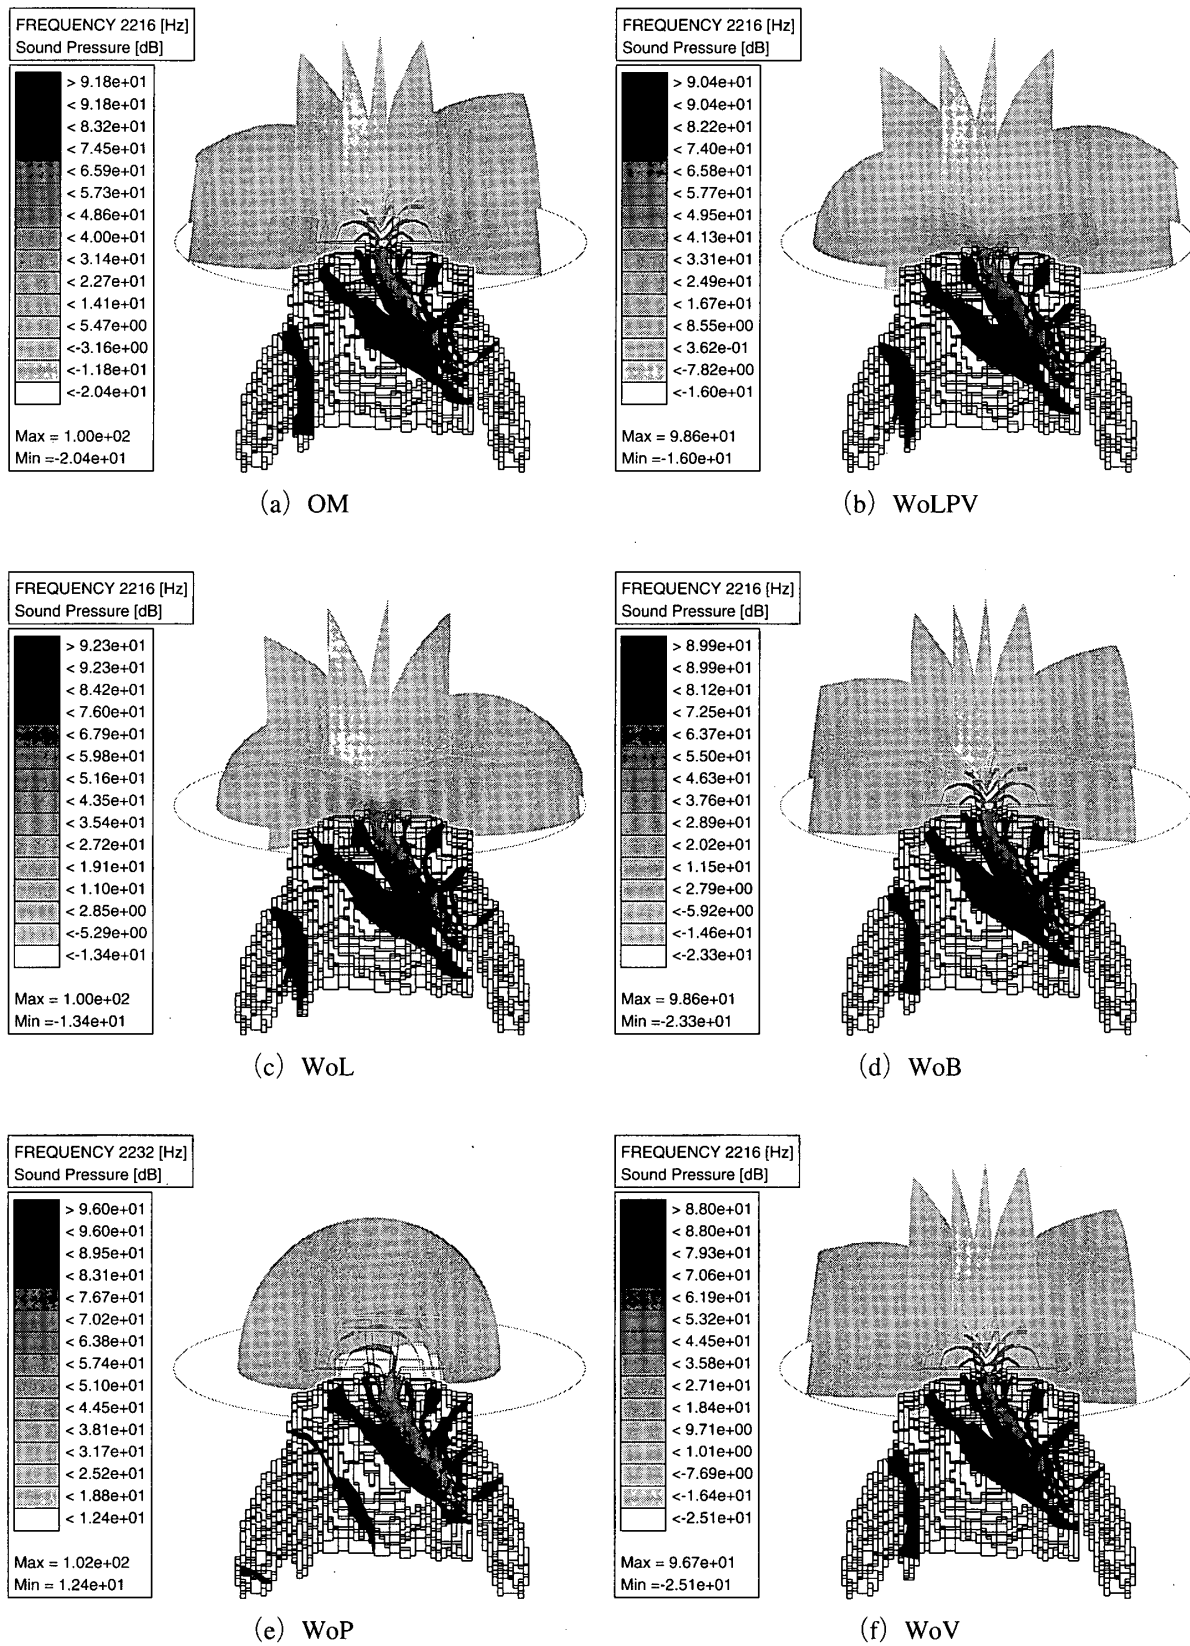 FREQUENCY 2216 [Hz]
Sound Pressure [dB]
> 9.18e+01
< 9.18e+01
< 8.32e+01
< 7.45e+01
< 6.59e+01
< 5.73e+01
< 4.86e+01
< 4.00e+01
< 3.14e+01
< 2.27e+01
< 1.41e+01
< 5.47e+00
<-3.16e+00
<-1.18e+01
<-2.04e+01
Max = 1.00e+02
Min =-2.04e+01
(a) OM
FREQUENCY 2216 [Hz]
Sound Pressure [dB]
> 9.04e+01
< 9.04e+01
< 8.22e+01
< 7.40e+01
< 6.58e+01
< 5.77e+01
< 4.95e+01
< 4.13e+01
< 3.31e+01
< 2.49e+01
< 1.67e+01
< 8.55e+00
< 3.62e-01
<-7.82e+00
<-1.60e+01
Max = 9.86e+01
Min =-1.60e+01
(b) WoLPV
FREQUENCY 2216 [Hz]
Sound Pressure [dB]
> 9.23e+01
< 9.23e+01
< 8.42e+01
< 7.60e+01
< 6.79e+01
< 5.98e+01
< 5.16e+01
< 4.35e+01
< 3.54e+01
< 2.72e+01
< 1.91e+01
< 1.10e+01
< 2.85e+00
<-5.29e+00
<-1.34e+01
Max = 1.00e+02
Min =-1.34e+01
(c) WoL
FREQUENCY 2216 [Hz]
Sound Pressure [dB]
> 8.99e+01
< 8.99e+01
< 8.12e+01
< 7.25e+01
< 6.37e+01
< 5.50e+01
< 4.63e+01
< 3.76e+01
< 2.89e+01
< 2.02e+01
< 1.15e+01
< 2.79e+00
<-5.92e+00
<-1.46e+01
<-2.33e+01
Max = 9.86e+01
Min =-2.33e+01
(d) WoB
FREQUENCY 2232 [Hz]
Sound Pressure [dB]
> 9.60e+01
< 9.60e+01
< 8.95e+01
< 8.31e+01
< 7.67e+01
< 7.02e+01
< 6.38e+01
< 5.74e+01
< 5.10e+01
< 4.45e+01
< 3.81e+01
< 3.17e+01
< 2.52e+01
< 1.88e+01
< 1.24e+01
Max = 1.02e+02
Min = 1.24e+01
(e) WoP
FREQUENCY 2216 [Hz]
Sound Pressure [dB]
> 8.80e+01
< 8.80e+01
< 7.93e+01
< 7.06e+01
< 6.19e+01
< 5.32e+01
< 4.45e+01
< 3.58e+01
< 2.71e+01
< 1.84e+01
< 9.71e+00
< 1.01e+00
<-7.69e+00
<-1.64e+01
<-2.51e+01
Max = 9.67e+01
Min =-2.51e+01
(f) WoV